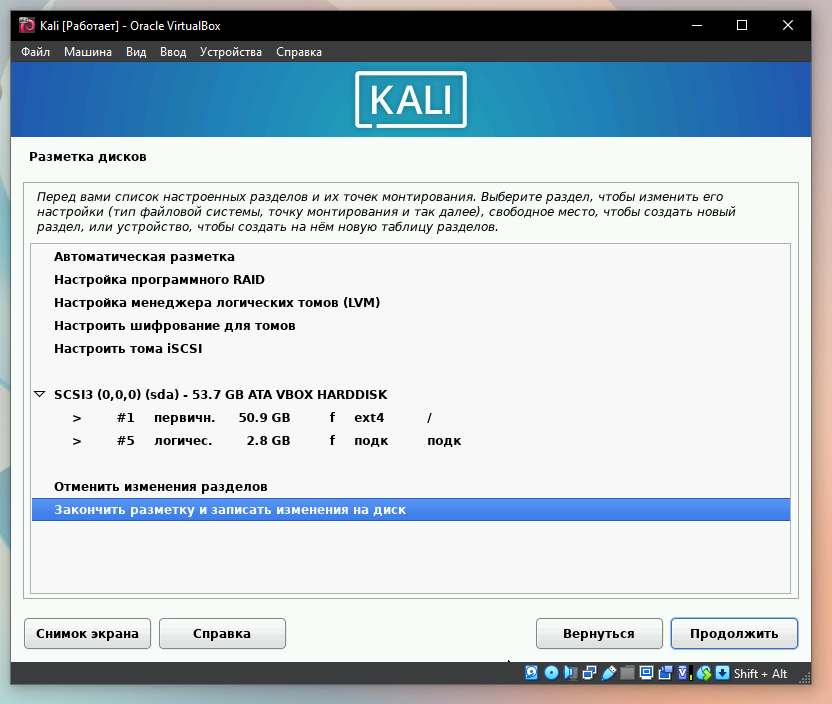 Kali [Работает] - Oracle VirtualBox
Файл Машина Вид Ввод Устройства Справка
KALI
Разметка дисков
Перед вами список настроенных разделов и их точек монтирования. Выберите раздел, чтобы изменить его
настройки (тип файловой системы, точку монтирования и так далее), свободное место, чтобы создать новый
раздел, или устройство, чтобы создать на нём новую таблицу разделов.
Автоматическая разметка
Настройка программного RAID
Настройка менеджера логических томов (LVM)
Настроить шифрование для томов
Настроить тома iSCSI
SCSI3 (0,0,0) (sda) - 53.7 GB ATA VBOX HARDDISK
> #1 первичн. 50.9 GB f ext4 /
> #5 логичес. 2.8 GB f подк подк
Отменить изменения разделов
Закончить разметку и записать изменения на диск
Снимок экрана Справка Вернуться Продолжить
Shift + Alt